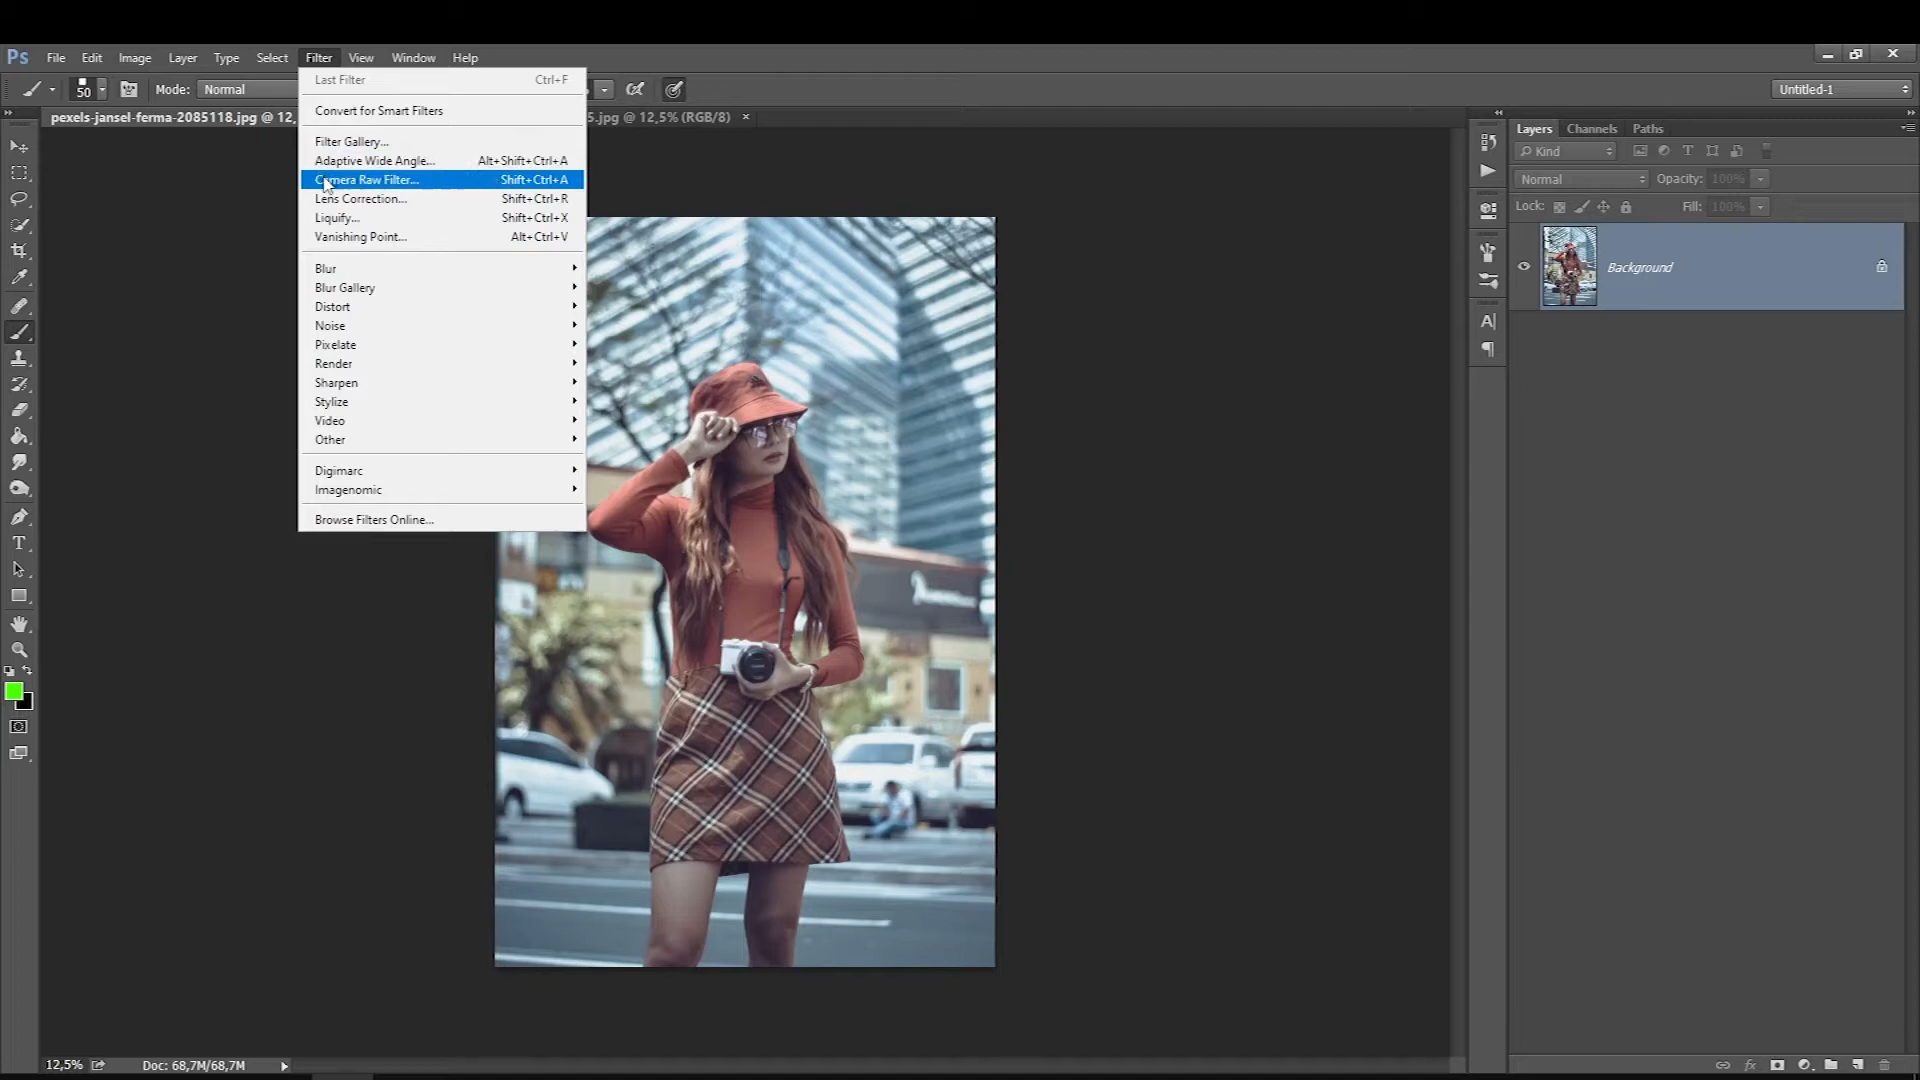 Ps File Edit Image Layer Type Select Filter View Window Help
50 Mode: Normal Untitled-1
pexels-jansel-ferma-2085118.jpg @ 12, 5.jpg @ 12,5% (RGB/8) ×
Last Filter Ctrl+F
Convert for Smart Filters
Filter Gallery...
Adaptive Wide Angle... Alt+Shift+Ctrl+A
Camera Raw Filter... Shift+Ctrl+A
Lens Correction... Shift+Ctrl+R
Liquify... Shift+Ctrl+X
Vanishing Point... Alt+Ctrl+V
Blur
Blur Gallery
Distort
Noise
Pixelate
Render
Sharpen
Stylize
Video
Other
Digimarc
Imagenomic
Browse Filters Online...
Layers Channels Paths
Kind
Normal Opacity: 100%
Lock: Fill: 100%
Background
12,5% Doc: 68,7M/68,7M